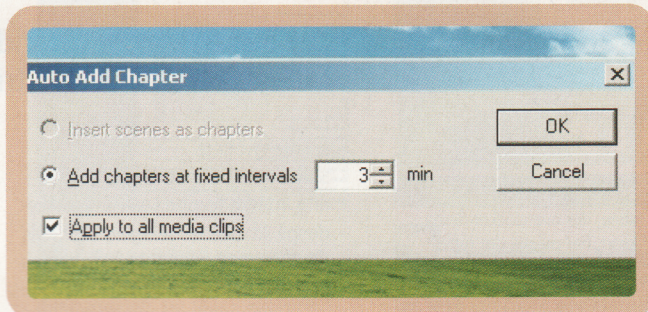 Auto Add Chapter
Insert scenes as chapters
OK
Add chapters at fixed intervals 3 min
Cancel
Apply to all media clips